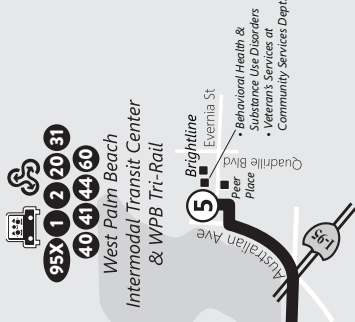 95X 1 2 20 31
40 41 44 60
West Palm Beach
Intermodal Transit Center
& WPB Tri-Rail
5
Brightline
Evernia St
• Behavioral Health &
Substance Use Disorders
• Veteran's Services at
Community Services Dept.
Peer
Place
Quadrille Blvd
Australian Ave
I-95